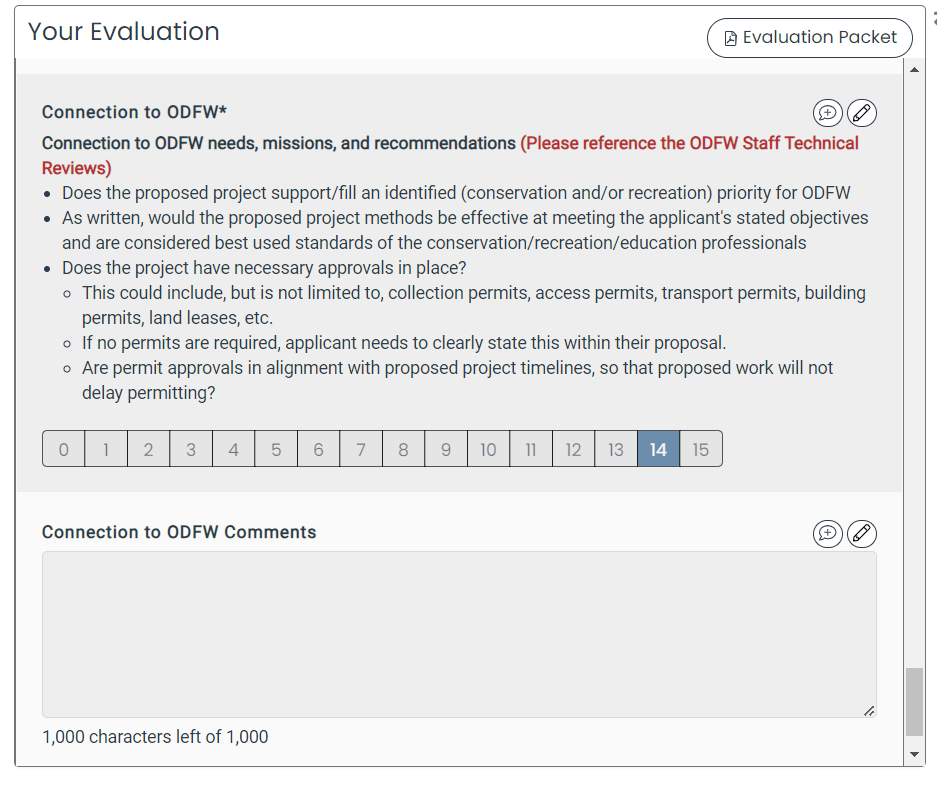 Your Evaluation
Evaluation Packet
Connection to ODFW*
Connection to ODFW needs, missions, and recommendations (Please reference the ODFW Staff Technical
Reviews)
• Does the proposed project support/fill an identified (conservation and/or recreation) priority for ODFW
• As written, would the proposed project methods be effective at meeting the applicant's stated objectives
and are considered best used standards of the conservation/recreation/education professionals
• Does the project have necessary approvals in place?
○ This could include, but is not limited to, collection permits, access permits, transport permits, building
permits, land leases, etc.
○ If no permits are required, applicant needs to clearly state this within their proposal.
○ Are permit approvals in alignment with proposed project timelines, so that proposed work will not
delay permitting?
0 1 2 3 4 5 6 7 8 9 10 11 12 13 14 15
Connection to ODFW Comments
1,000 characters left of 1,000